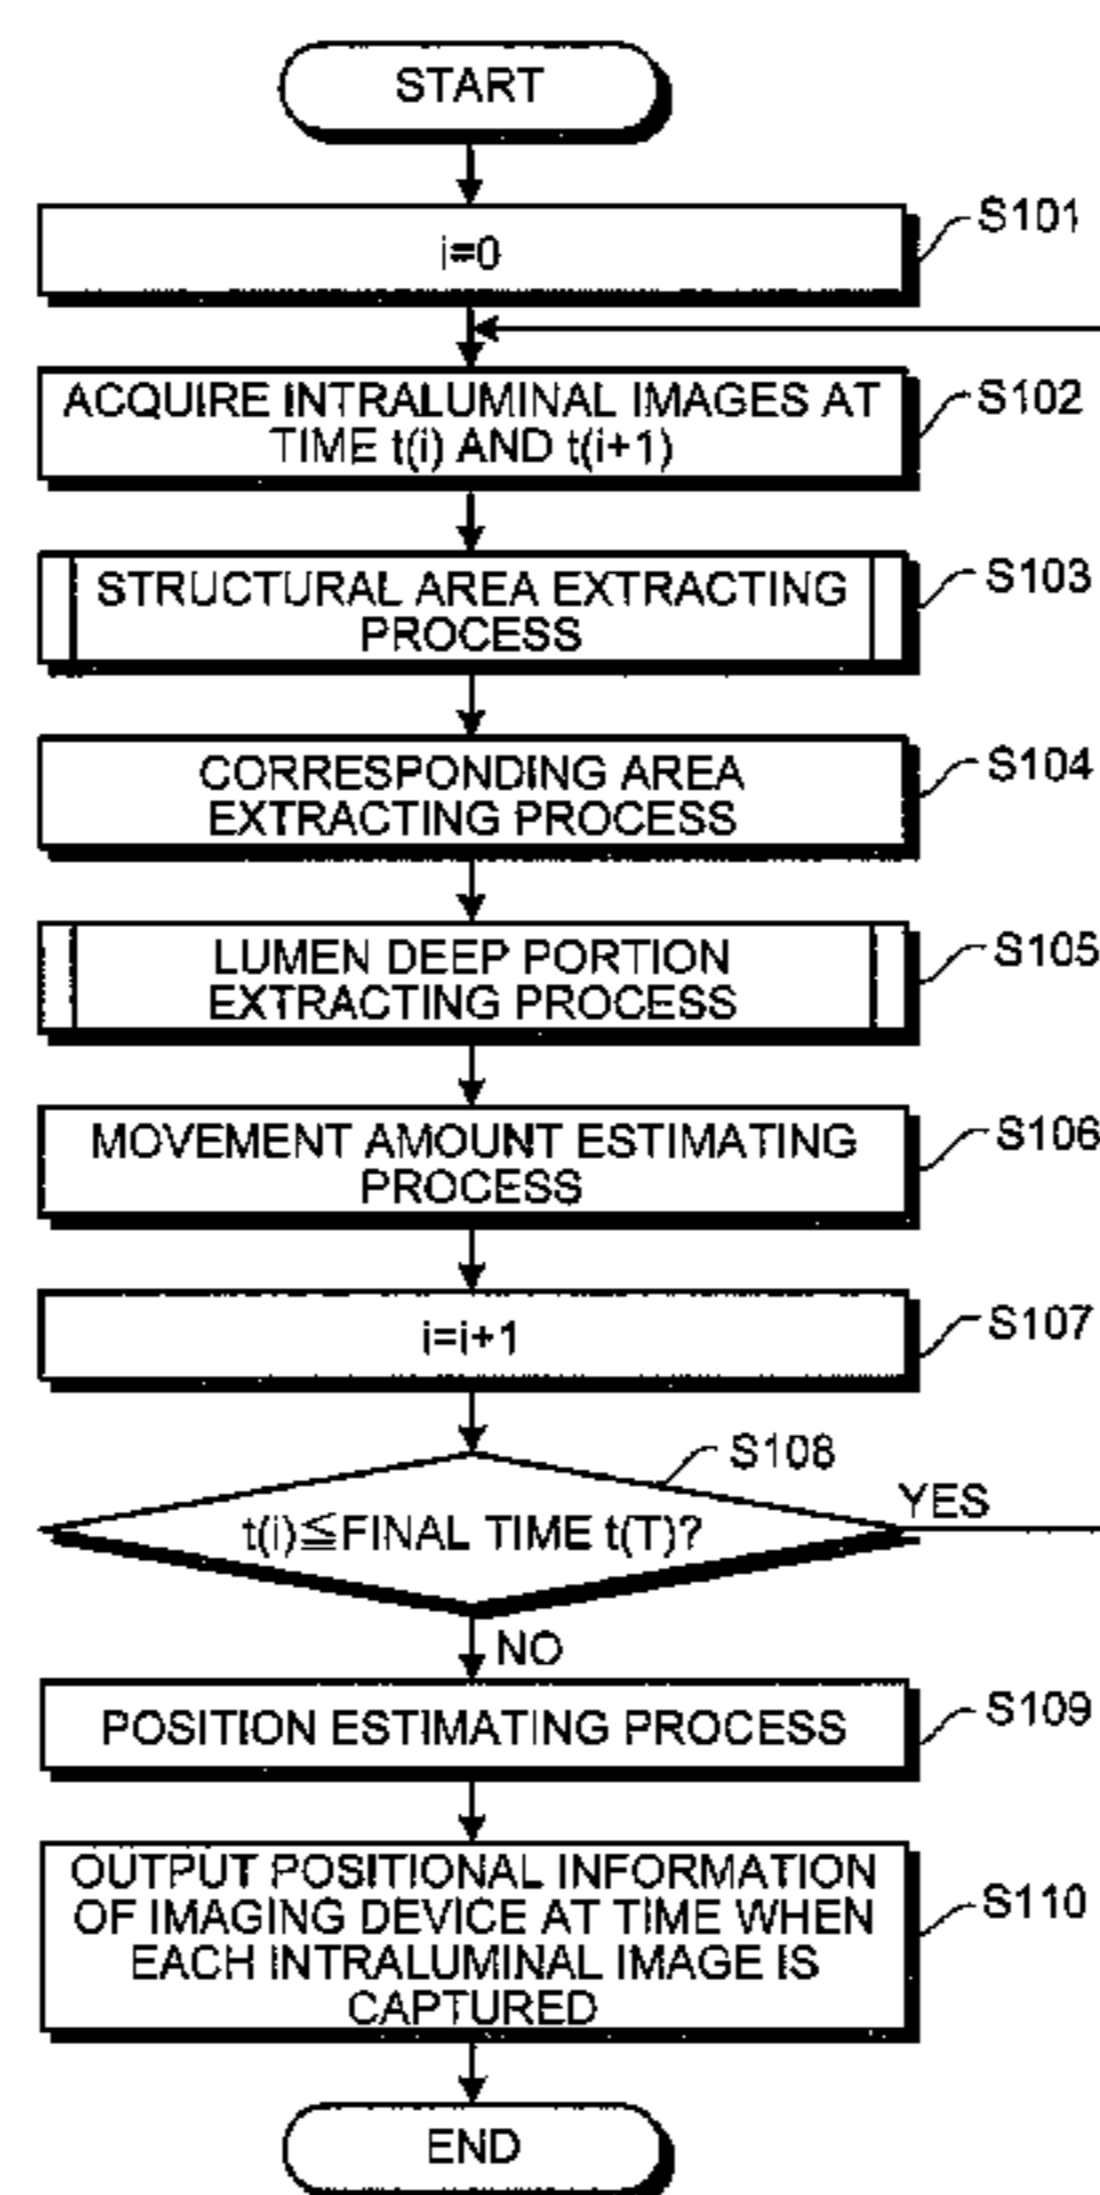 START
i=0
S101
ACQUIRE INTRALUMINAL IMAGES AT
TIME t(i) AND t(i+1)
S102
STRUCTURAL AREA EXTRACTING
PROCESS
S103
CORRESPONDING AREA
EXTRACTING PROCESS
S104
LUMEN DEEP PORTION
EXTRACTING PROCESS
S105
MOVEMENT AMOUNT ESTIMATING
PROCESS
S106
i=i+1
S107
S108
t(i)≦FINAL TIME t(T)?
YES
NO
POSITION ESTIMATING PROCESS
S109
OUTPUT POSITIONAL INFORMATION
OF IMAGING DEVICE AT TIME WHEN
EACH INTRALUMINAL IMAGE IS
CAPTURED
S110
END